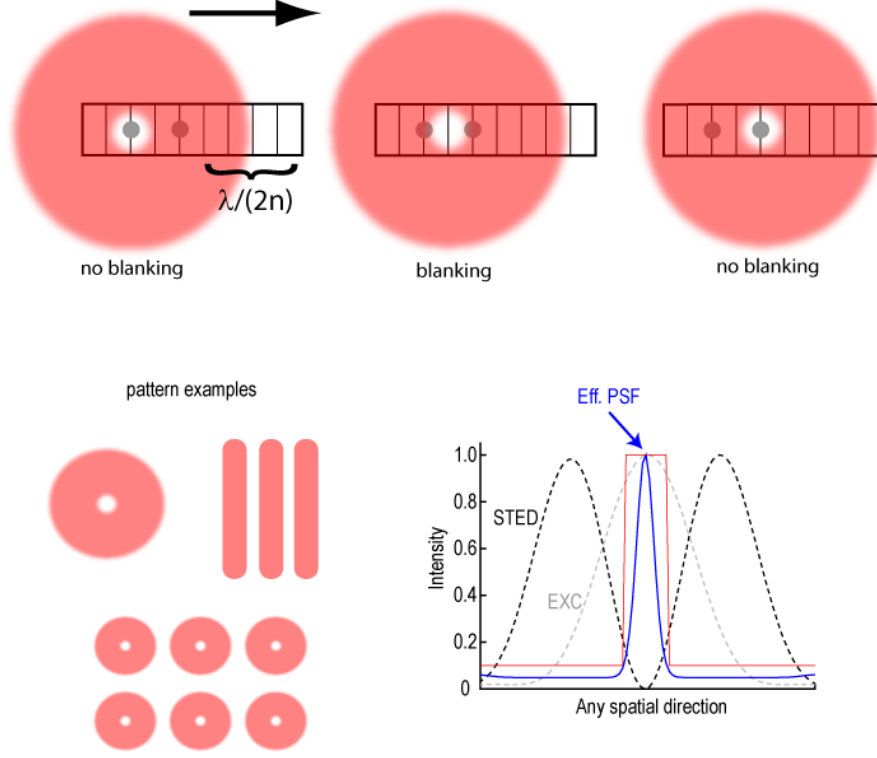 λ/(2n)
no blanking
blanking
no blanking
pattern examples
Eff. PSF
1.0
0.8
0.6
0.4
0.2
0
Intensity
STED
EXC
Any spatial direction